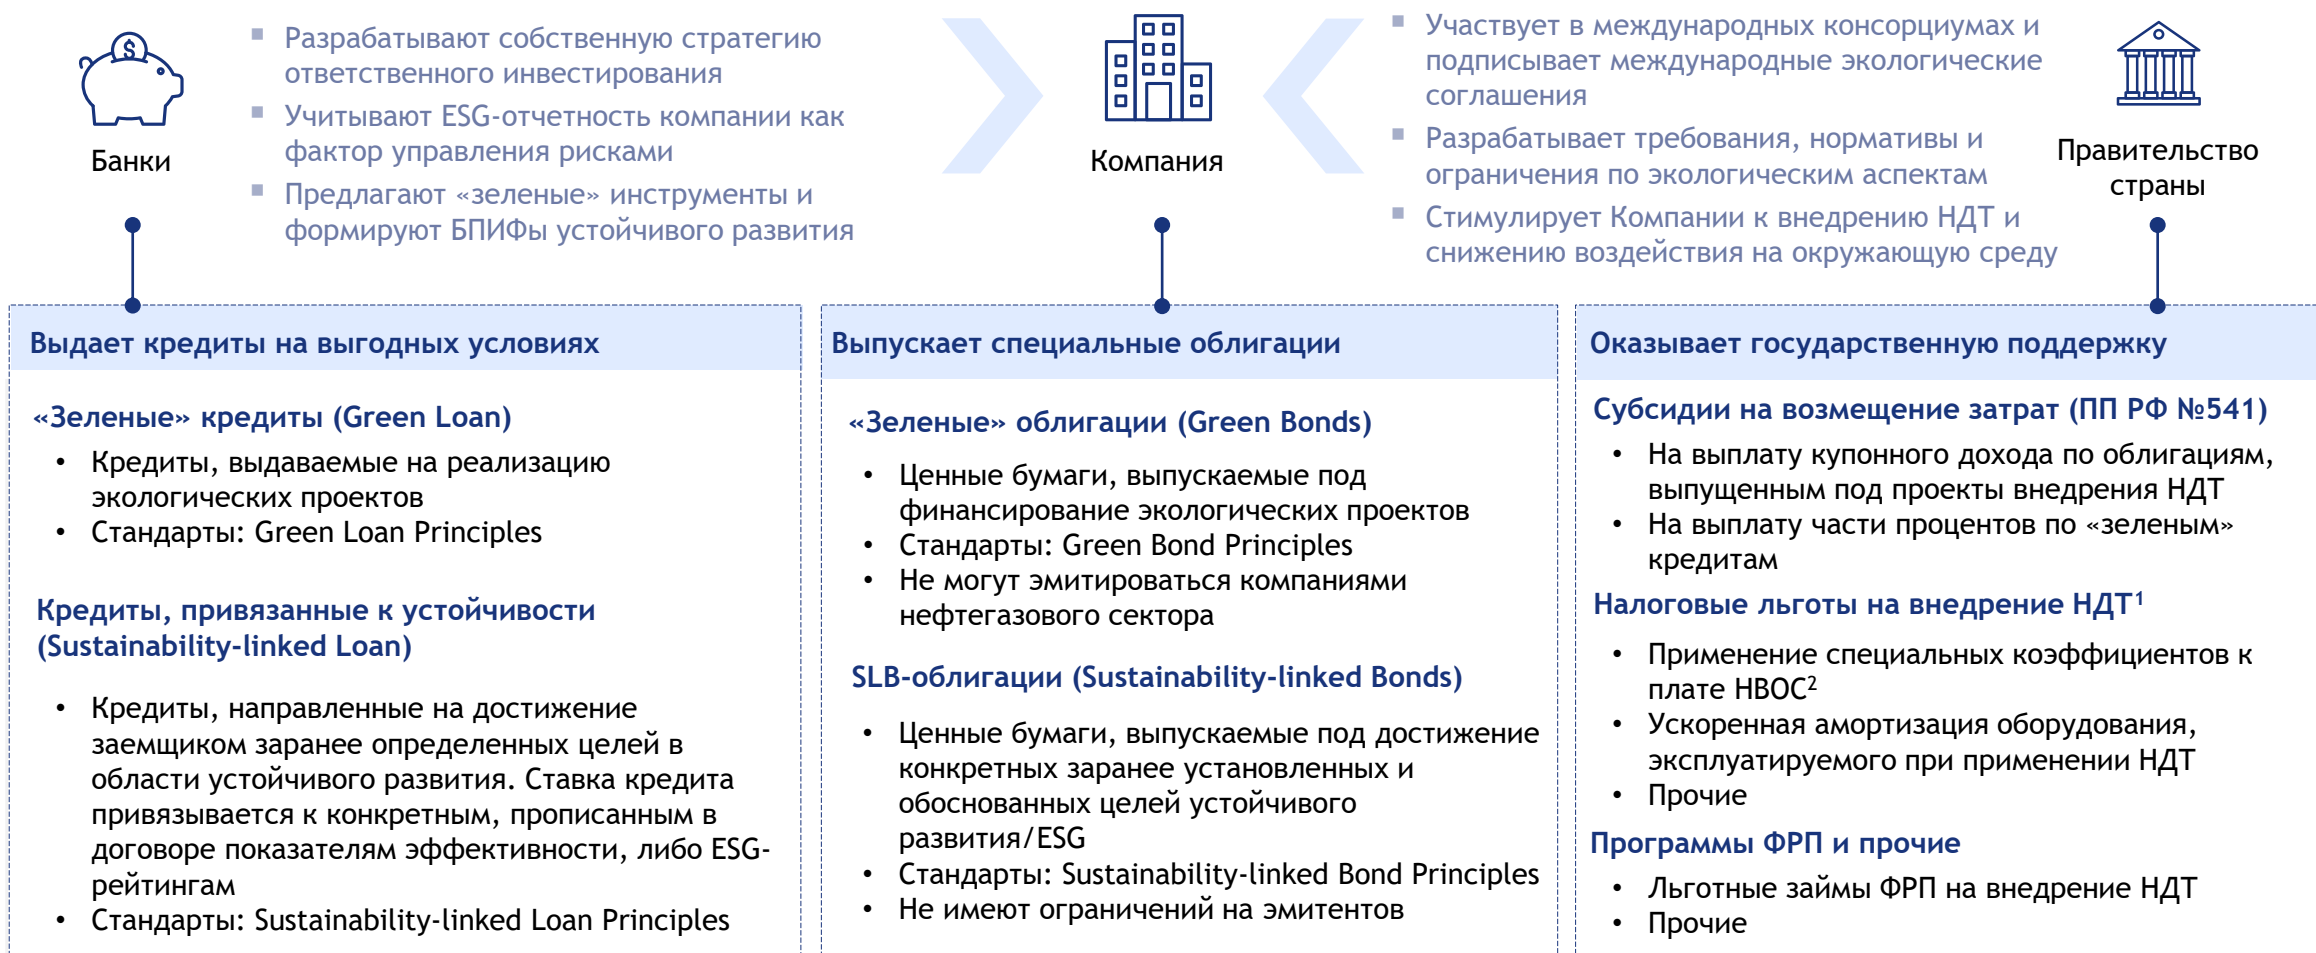 Разрабатывают собственную стратегию
ответственного инвестирования
Учитывают ESG-отчетность компании как
фактор управления рисками
Предлагают «зеленые» инструменты и
формируют БПИФы устойчивого развития
Банки
Компания
Участвует в международных консорциумах и
подписывает международные экологические
соглашения
Разрабатывает требования, нормативы и
ограничения по экологическим аспектам
Стимулирует Компании к внедрению НДТ и
снижению воздействия на окружающую среду
Правительство
страны
Выдает кредиты на выгодных условиях
«Зеленые» кредиты (Green Loan)
• Кредиты, выдаваемые на реализацию
экологических проектов
• Стандарты: Green Loan Principles
Кредиты, привязанные к устойчивости
(Sustainability-linked Loan)
• Кредиты, направленные на достижение
заемщиком заранее определенных целей в
области устойчивого развития. Ставка кредита
привязывается к конкретным, прописанным в
договоре показателям эффективности, либо ESG-
рейтингам
• Стандарты: Sustainability-linked Loan Principles
Выпускает специальные облигации
«Зеленые» облигации (Green Bonds)
• Ценные бумаги, выпускаемые под
финансирование экологических проектов
• Стандарты: Green Bond Principles
• Не могут эмитироваться компаниями
нефтегазового сектора
SLB-облигации (Sustainability-linked Bonds)
• Ценные бумаги, выпускаемые под достижение
конкретных заранее установленных и
обоснованных целей устойчивого
развития/ESG
• Стандарты: Sustainability-linked Bond Principles
• Не имеют ограничений на эмитентов
Оказывает государственную поддержку
Субсидии на возмещение затрат (ПП РФ №541)
• На выплату купонного дохода по облигациям,
выпущенным под проекты внедрения НДТ
• На выплату части процентов по «зеленым»
кредитам
Налоговые льготы на внедрение НДТ¹
• Применение специальных коэффициентов к
плате НВОС²
• Ускоренная амортизация оборудования,
эксплуатируемого при применении НДТ
• Прочие
Программы ФРП и прочие
• Льготные займы ФРП на внедрение НДТ
• Прочие